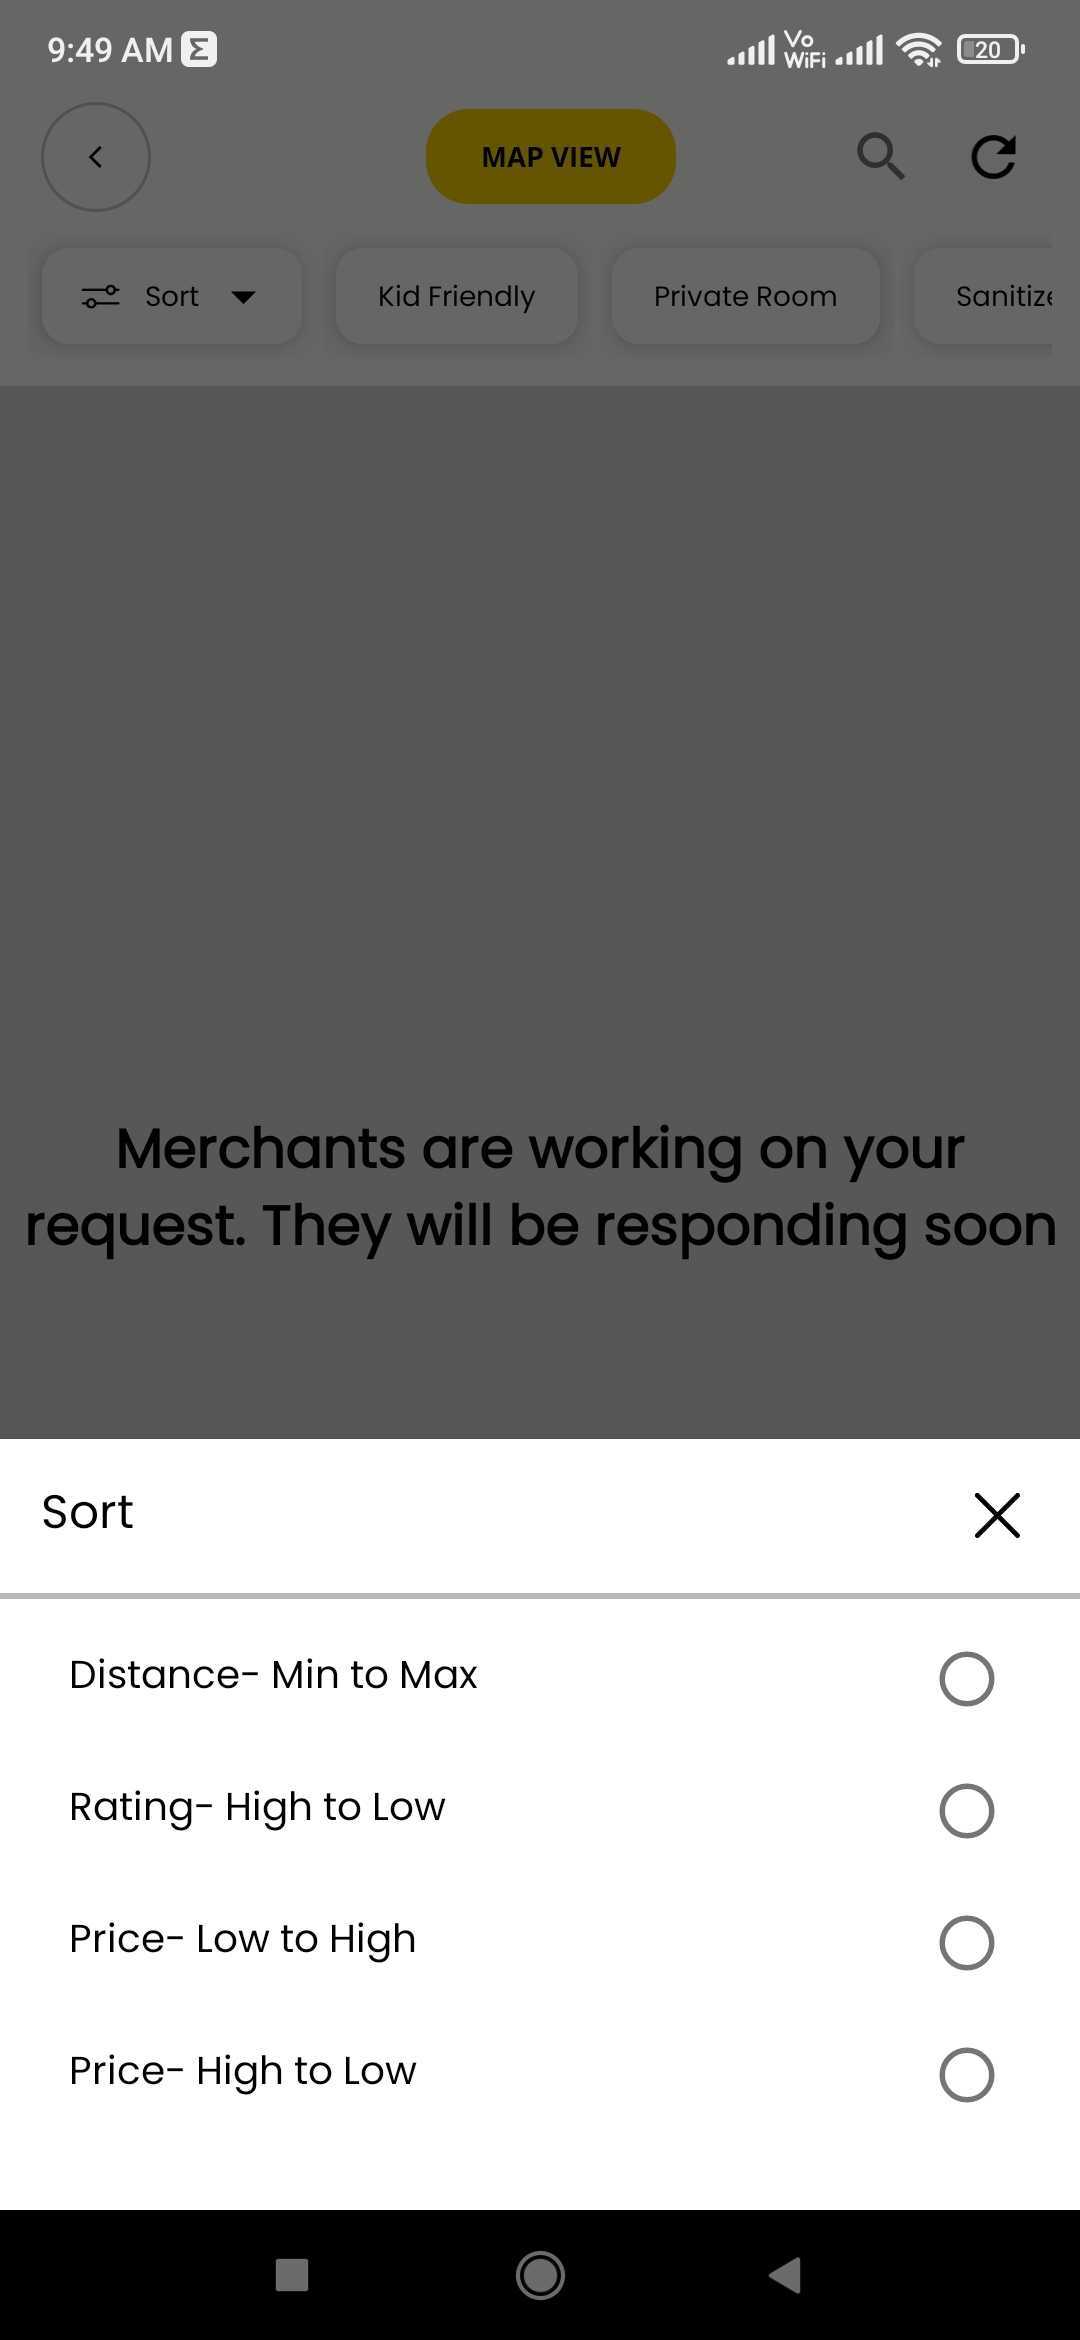 9:49 AM
Vo
WiFi
20
MAP VIEW
Sort
Kid Friendly
Private Room
Sanitize
Merchants are working on your
request. They will be responding soon
Sort
Distance- Min to Max
Rating- High to Low
Price- Low to High
Price- High to Low